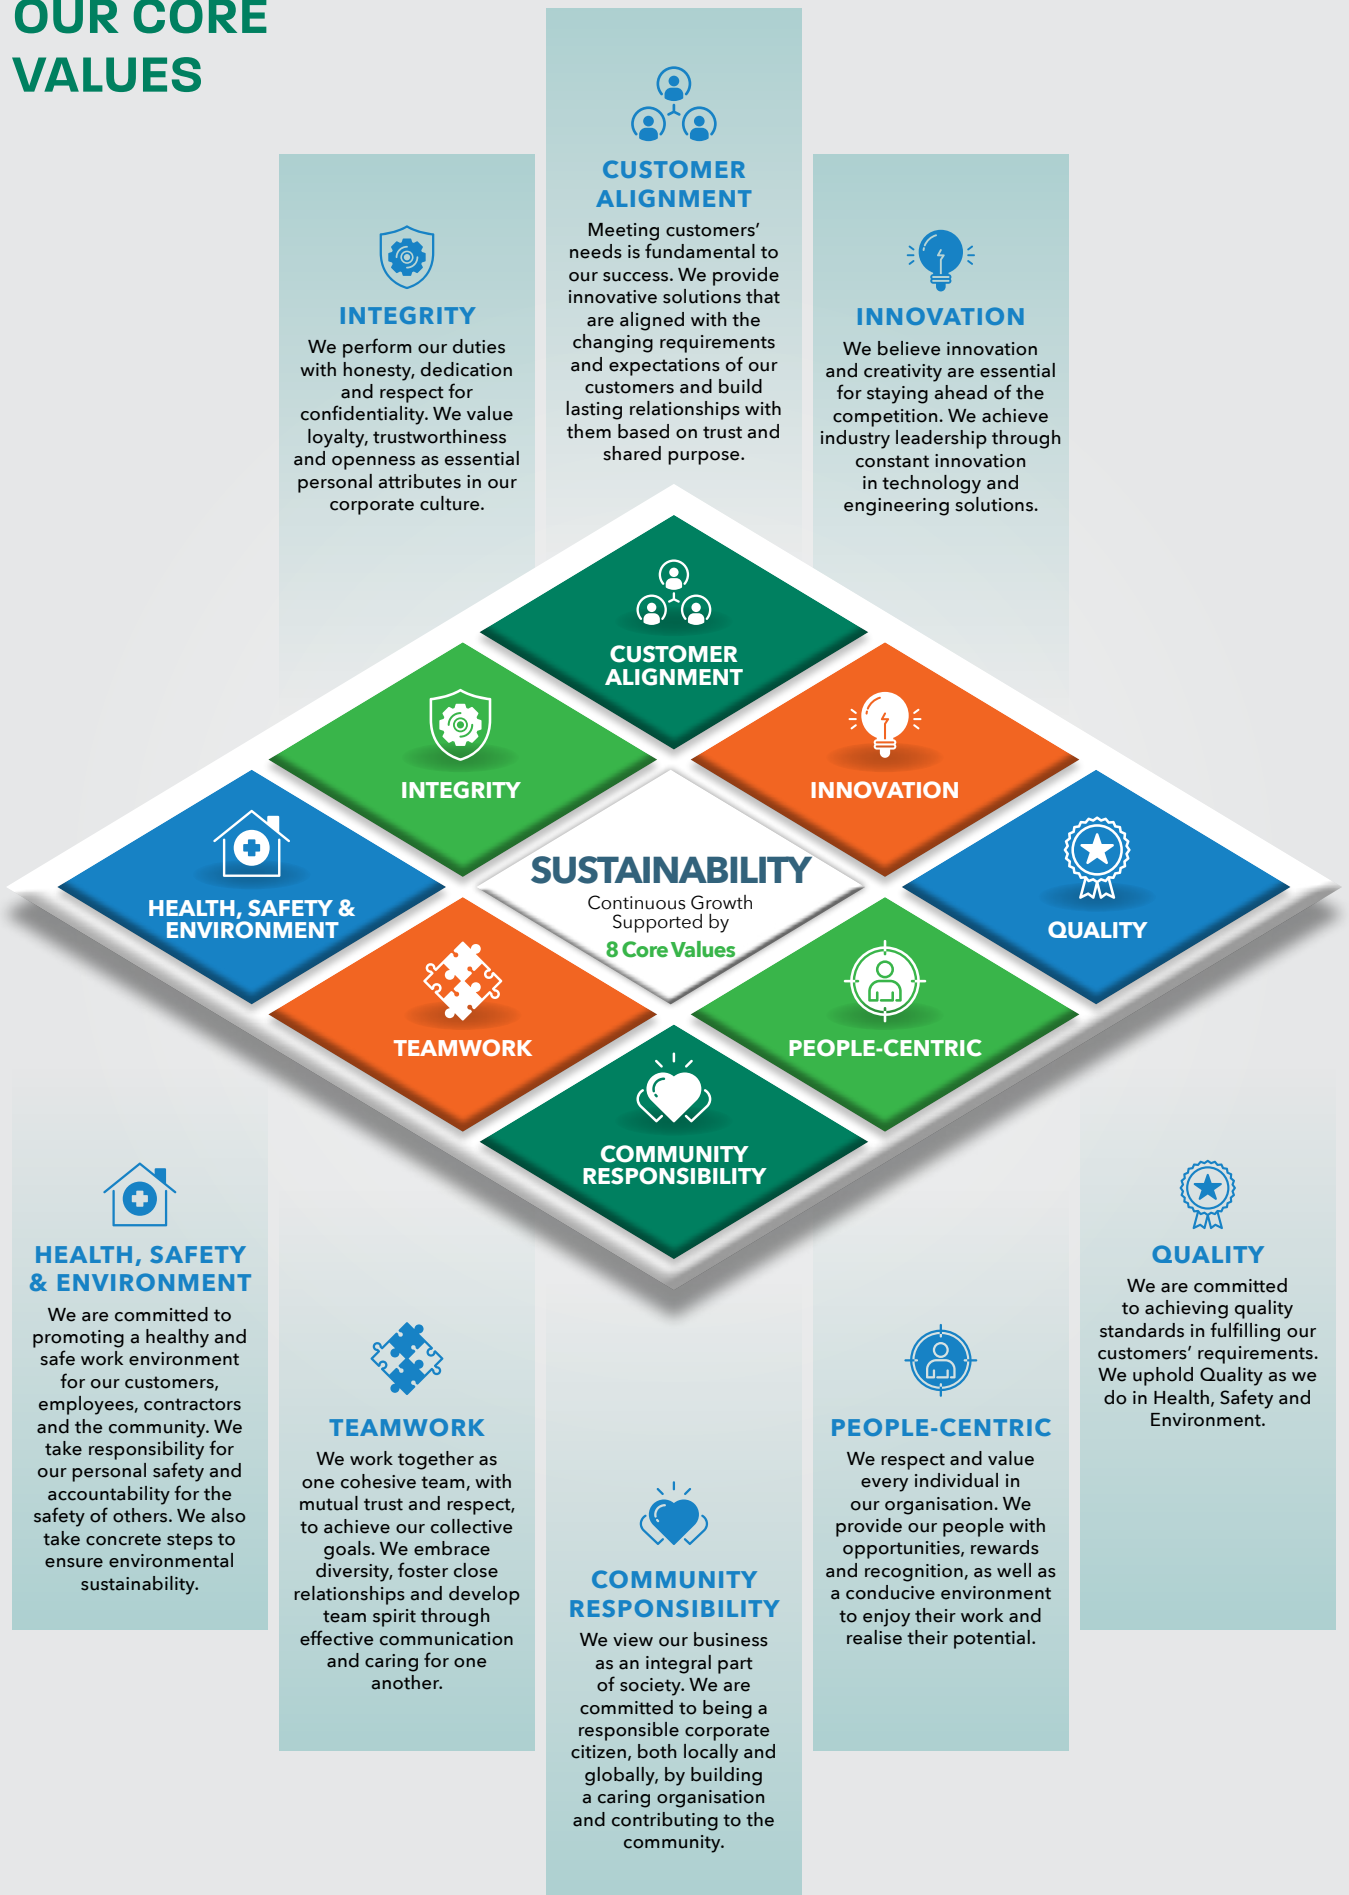 OUR CORE
VALUES
CUSTOMER
ALIGNMENT
Meeting customers’
needs is fundamental to
our success. We provide
innovative solutions that
are aligned with the
changing requirements
and expectations of our
customers and build
lasting relationships with
them based on trust and
shared purpose.
INTEGRITY
We perform our duties
with honesty, dedication
and respect for
confidentiality. We value
loyalty, trustworthiness
and openness as essential
personal attributes in our
corporate culture.
INNOVATION
We believe innovation
and creativity are essential
for staying ahead of the
competition. We achieve
industry leadership through
constant innovation
in technology and
engineering solutions.
CUSTOMER
ALIGNMENT
INTEGRITY
INNOVATION
HEALTH, SAFETY &
ENVIRONMENT
SUSTAINABILITY
Continuous Growth
Supported by
8 Core Values
QUALITY
TEAMWORK
PEOPLE-CENTRIC
COMMUNITY
RESPONSIBILITY
HEALTH, SAFETY
& ENVIRONMENT
We are committed to
promoting a healthy and
safe work environment
for our customers,
employees, contractors
and the community. We
take responsibility for
our personal safety and
accountability for the
safety of others. We also
take concrete steps to
ensure environmental
sustainability.
TEAMWORK
We work together as
one cohesive team, with
mutual trust and respect,
to achieve our collective
goals. We embrace
diversity, foster close
relationships and develop
team spirit through
effective communication
and caring for one
another.
COMMUNITY
RESPONSIBILITY
We view our business
as an integral part
of society. We are
committed to being a
responsible corporate
citizen, both locally and
globally, by building
a caring organisation
and contributing to the
community.
PEOPLE-CENTRIC
We respect and value
every individual in
our organisation. We
provide our people with
opportunities, rewards
and recognition, as well as
a conducive environment
to enjoy their work and
realise their potential.
QUALITY
We are committed
to achieving quality
standards in fulfilling our
customers’ requirements.
We uphold Quality as we
do in Health, Safety and
Environment.